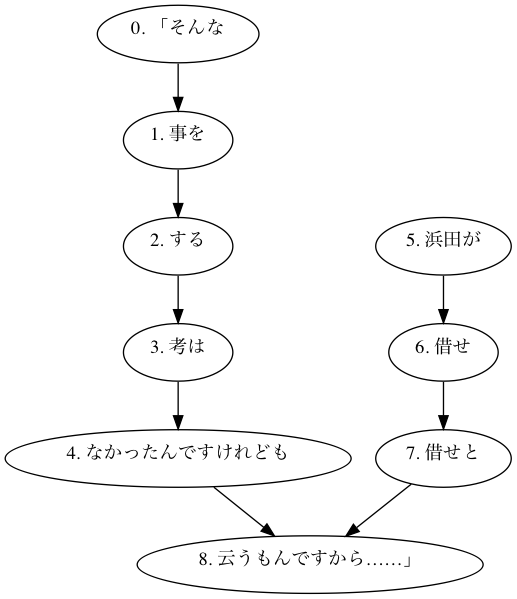 0. 「そんな
1. 事を
2. する
3. 考は
4. なかったんですけれども
5. 浜田が
6. 借せ
7. 借せと
8. 云うもんですから……」